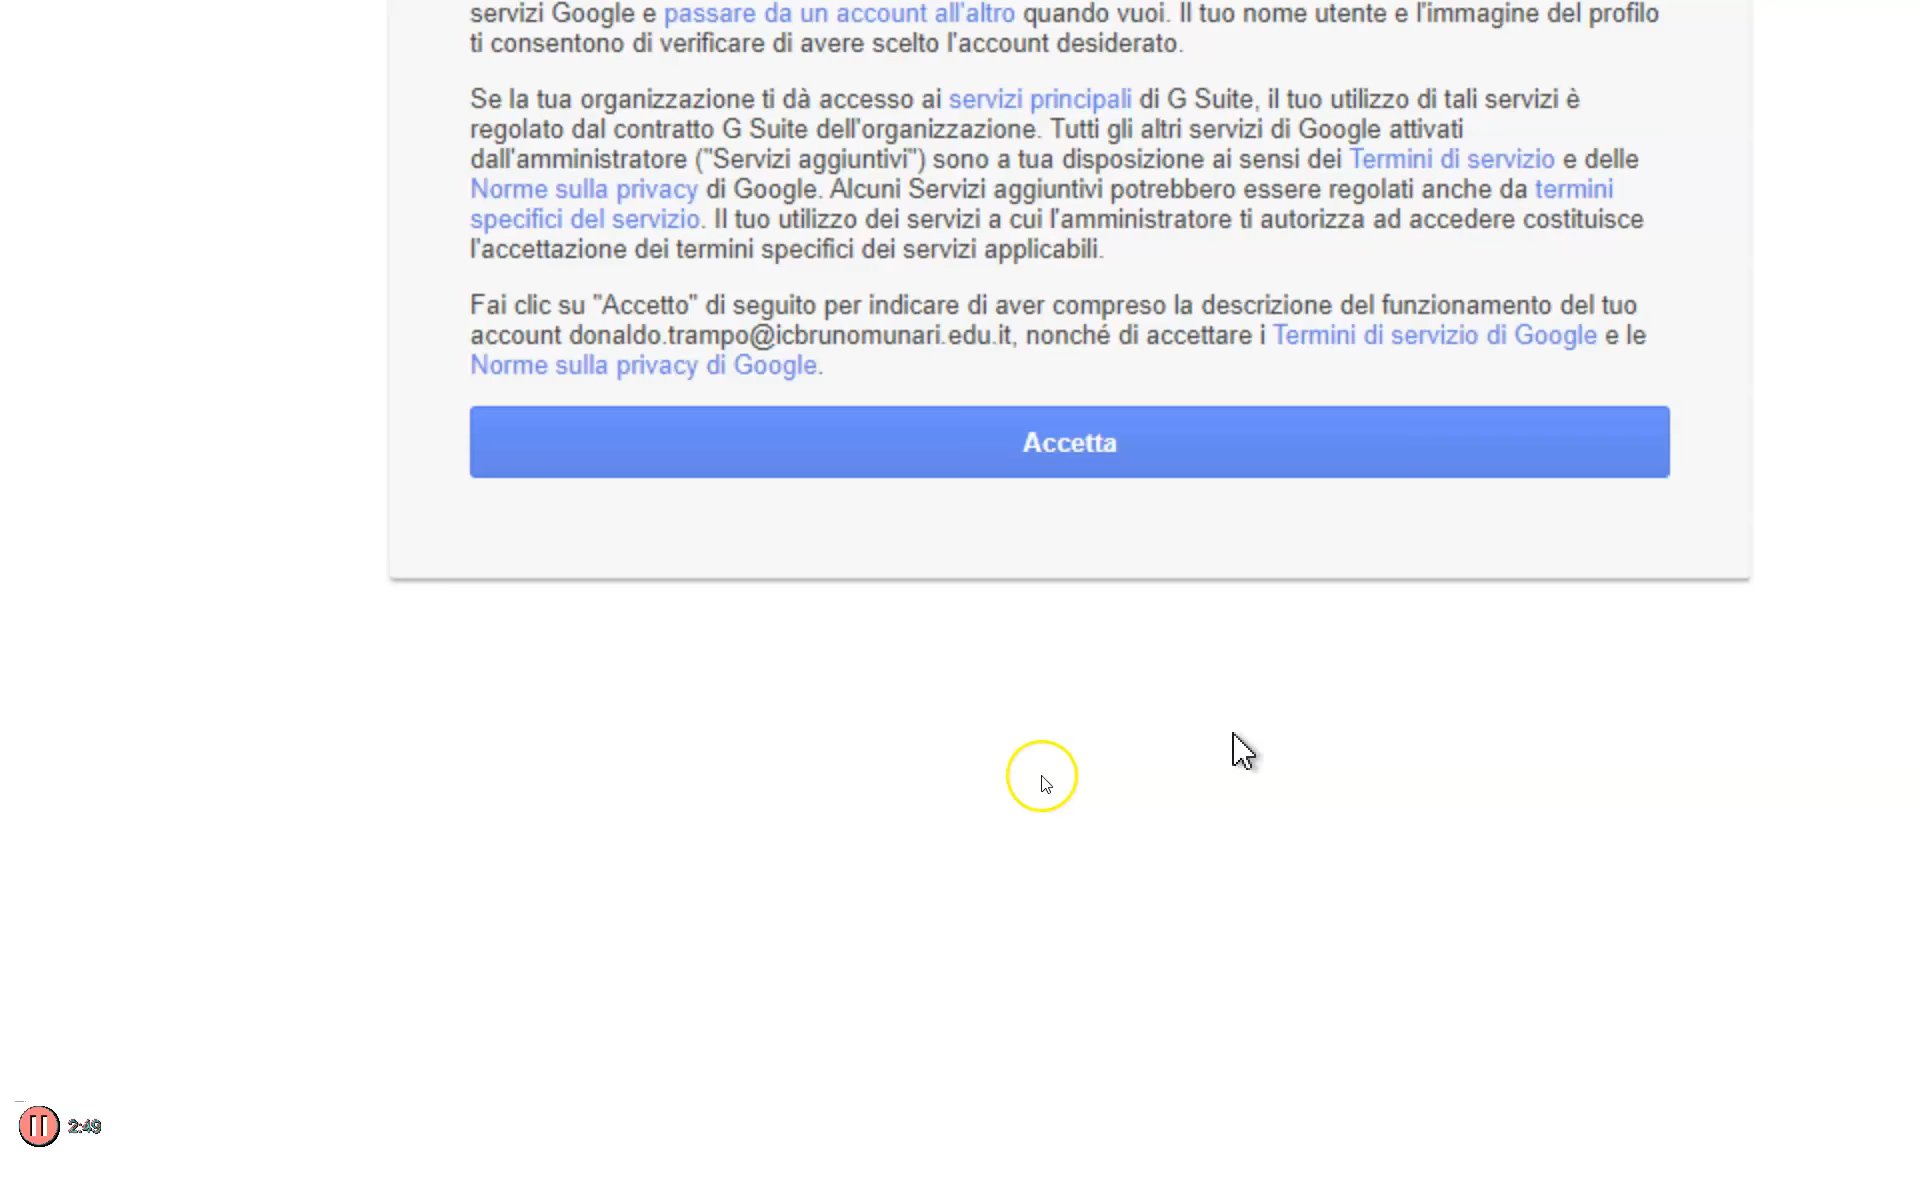 servizi Google e passare da un account all'altro quando vuoi. Il tuo nome utente e l'immagine del profilo
ti consentono di verificare di avere scelto l'account desiderato.
Se la tua organizzazione ti dà accesso ai servizi principali di G Suite, il tuo utilizzo di tali servizi è
regolato dal contratto G Suite dell'organizzazione. Tutti gli altri servizi di Google attivati
dall'amministratore ("Servizi aggiuntivi") sono a tua disposizione ai sensi dei Termini di servizio e delle
Norme sulla privacy di Google. Alcuni Servizi aggiuntivi potrebbero essere regolati anche da termini
specifici del servizio. Il tuo utilizzo dei servizi a cui l'amministratore ti autorizza ad accedere costituisce
l'accettazione dei termini specifici dei servizi applicabili.
Fai clic su "Accetto" di seguito per indicare di aver compreso la descrizione del funzionamento del tuo
account donaldo.trampo@icbrunomunari.edu.it, nonché di accettare i Termini di servizio di Google e le
Norme sulla privacy di Google.
Accetta
2:49